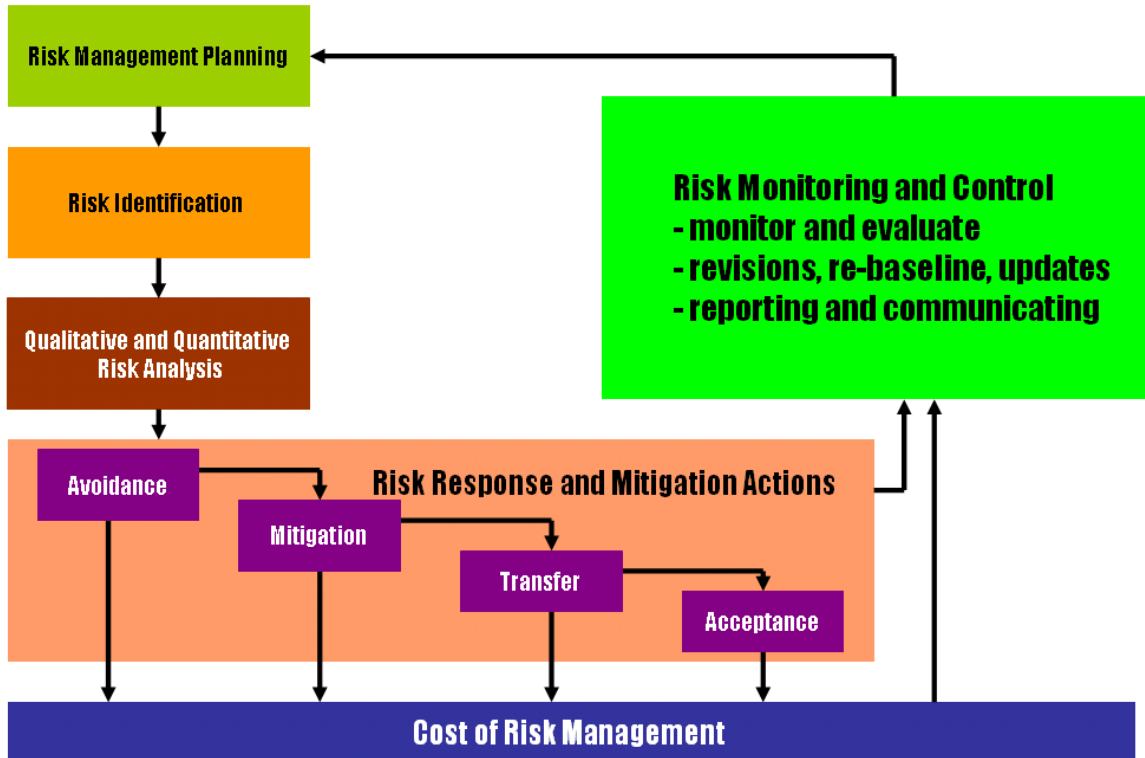 Risk Management Planning
Risk Identification
Qualitative and Quantitative
Risk Analysis
Risk Monitoring and Control
- monitor and evaluate
- revisions, re-baseline, updates
- reporting and communicating
Risk Response and Mitigation Actions
Avoidance
Mitigation
Transfer
Acceptance
Cost of Risk Management